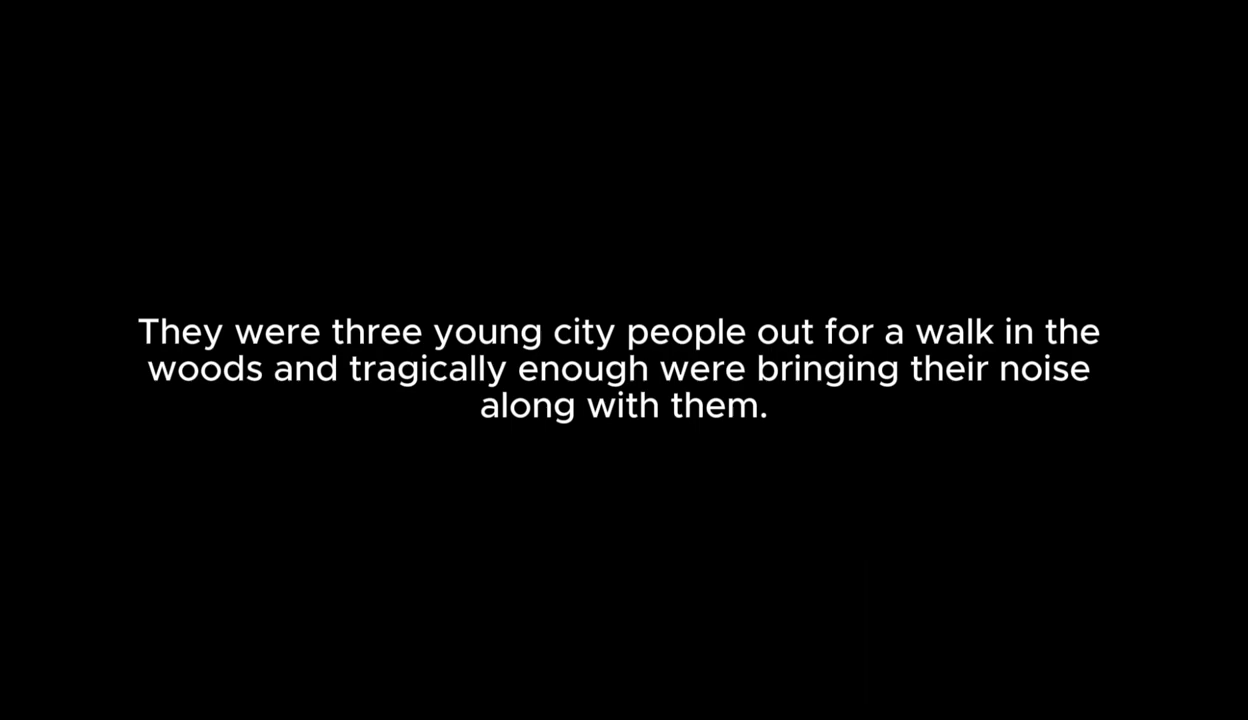 They were three young city people out for a walk in the
woods and tragically enough were bringing their noise
along with them.